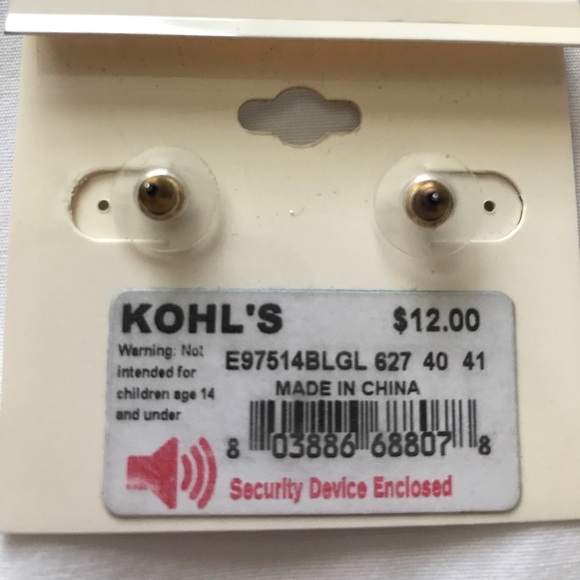 KOHL'S $12.00
Warning: Not
intended for
children age 14
and under
E97514BLGL 627 40 41
MADE IN CHINA
8 03886 68807 8
Security Device Enclosed